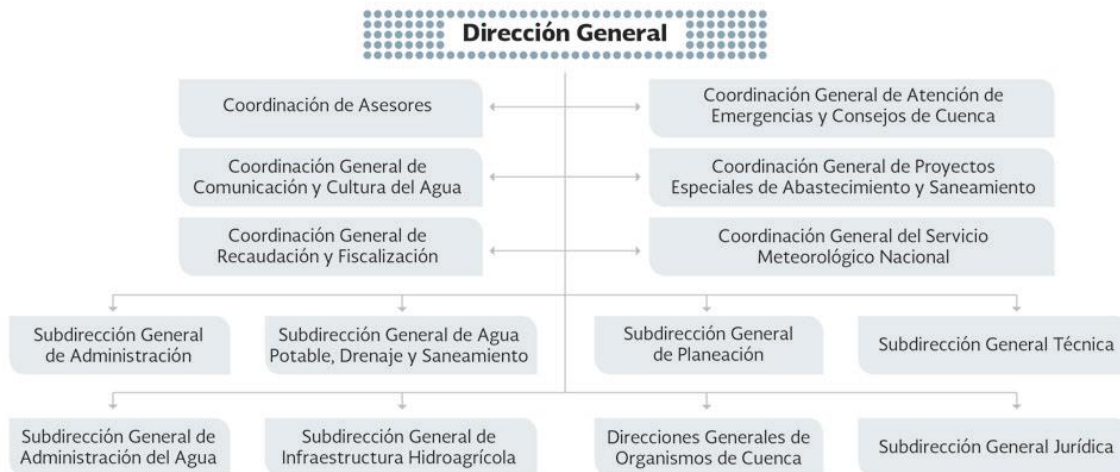 Dirección General
Coordinación de Asesores
Coordinación General de Atención de
Emergencias y Consejos de Cuenca
Coordinación General de
Comunicación y Cultura del Agua
Coordinación General de Proyectos
Especiales de Abastecimiento y Saneamiento
Coordinación General de
Recaudación y Fiscalización
Coordinación General del Servicio
Meteorológico Nacional
Subdirección General
de Administración
Subdirección General de Agua
Potable, Drenaje y Saneamiento
Subdirección General
de Planeación
Subdirección General Técnica
Subdirección General de
Administración del Agua
Subdirección General de
Infraestructura Hidroagrícola
Direcciones Generales de
Organismos de Cuenca
Subdirección General Jurídica